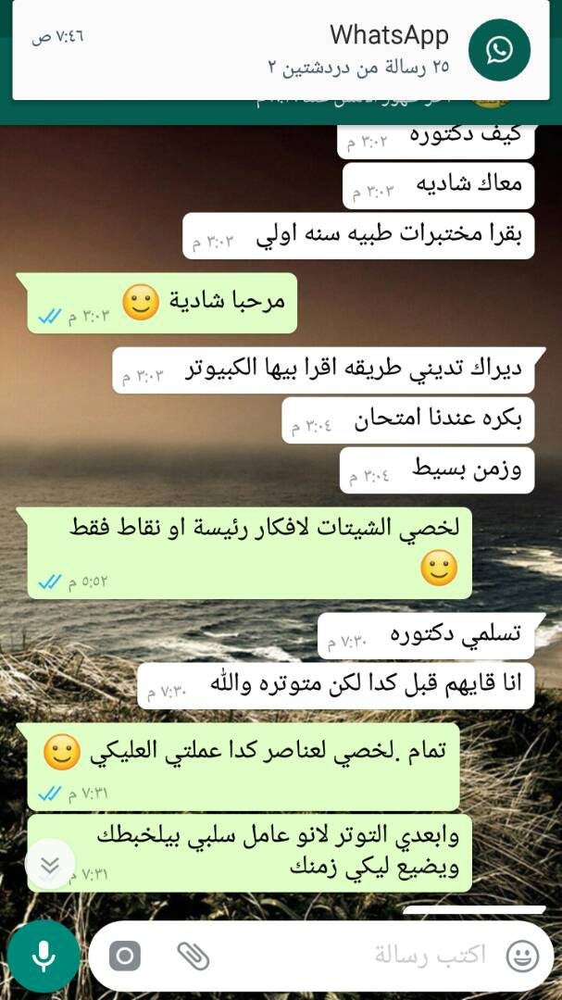 WhatsApp
٧:٤٦ ص
٢٥ رسالة من دردشتين ٢
كيف دكتوره
٣:٠٢ م
معاك شاديه
٣:٠٣ م
بقرا مختبرات طبيه سنه اولي
٣:٠٣ م
مرحبا شادية 🙂
٣:٠٣ م
ديراك تديني طريقه اقرا بيها الكبيوتر
٣:٠٣ م
بكره عندنا امتحان
٣:٠٤ م
وزمن بسيط
٣:٠٤ م
لخصي الشيتات لافكار رئيسة او نقاط فقط
🙂
٥:٥٢ م
تسلمي دكتوره
٧:٣٠ م
انا قايهم قبل كدا لكن متوتره والله
٧:٣٠ م
تمام .لخصي لعناصر كدا عملتي العليكي 🙂
٧:٣١ م
وابعدي التوتر لانو عامل سلبي بيلخبطك
ويضيع ليكي زمنك
٧:٣١ م
اكتب رسالة